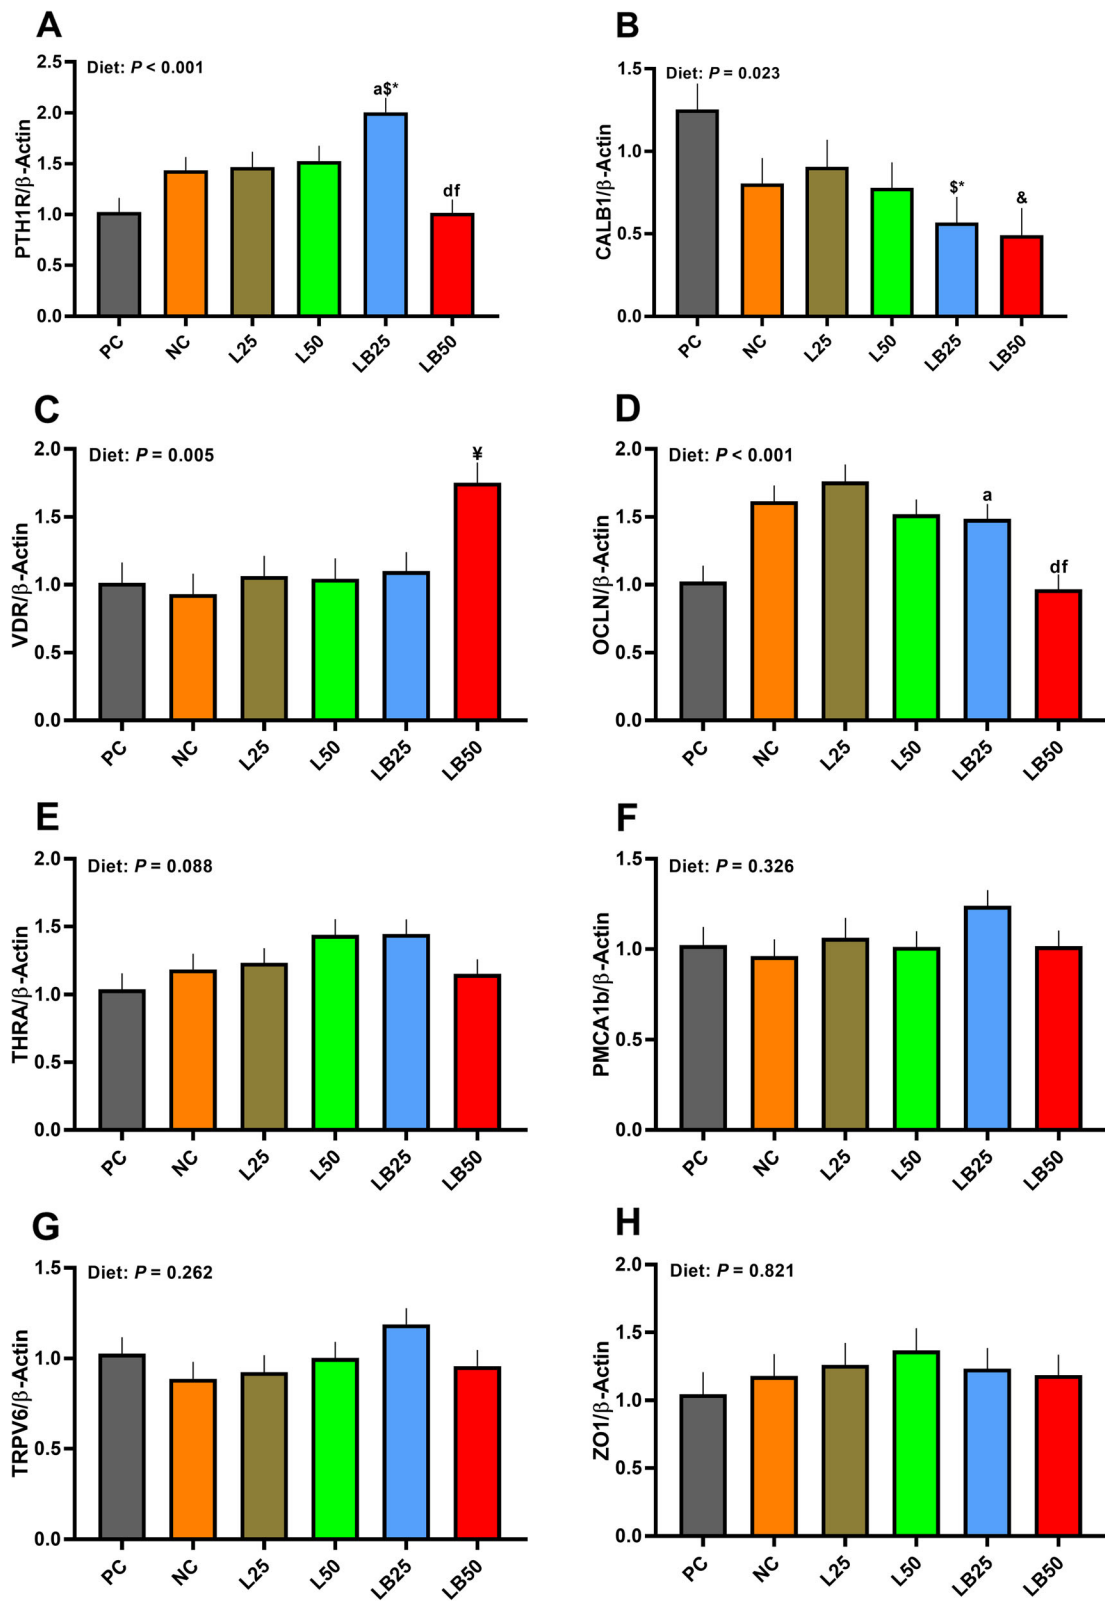 A
Diet: P < 0.001
PTH1R/β-Actin
2.5
2.0
1.5
1.0
0.5
0.0
a$*
df
PC
NC
L25
L50
LB25
LB50
B
Diet: P = 0.023
CALB1/β-Actin
1.5
1.0
0.5
0.0
$*
&
PC
NC
L25
L50
LB25
LB50
C
Diet: P = 0.005
VDR/β-Actin
2.0
1.5
1.0
0.5
0.0
¥
PC
NC
L25
L50
LB25
LB50
D
Diet: P < 0.001
OCLN/β-Actin
2.0
1.5
1.0
0.5
0.0
a
df
PC
NC
L25
L50
LB25
LB50
E
Diet: P = 0.088
THRA/β-Actin
2.0
1.5
1.0
0.5
0.0
PC
NC
L25
L50
LB25
LB50
F
Diet: P = 0.326
PMCA1b/β-Actin
1.5
1.0
0.5
0.0
PC
NC
L25
L50
LB25
LB50
G
Diet: P = 0.262
TRPV6/β-Actin
1.5
1.0
0.5
0.0
PC
NC
L25
L50
LB25
LB50
H
Diet: P = 0.821
ZO1/β-Actin
2.0
1.5
1.0
0.5
0.0
PC
NC
L25
L50
LB25
LB50